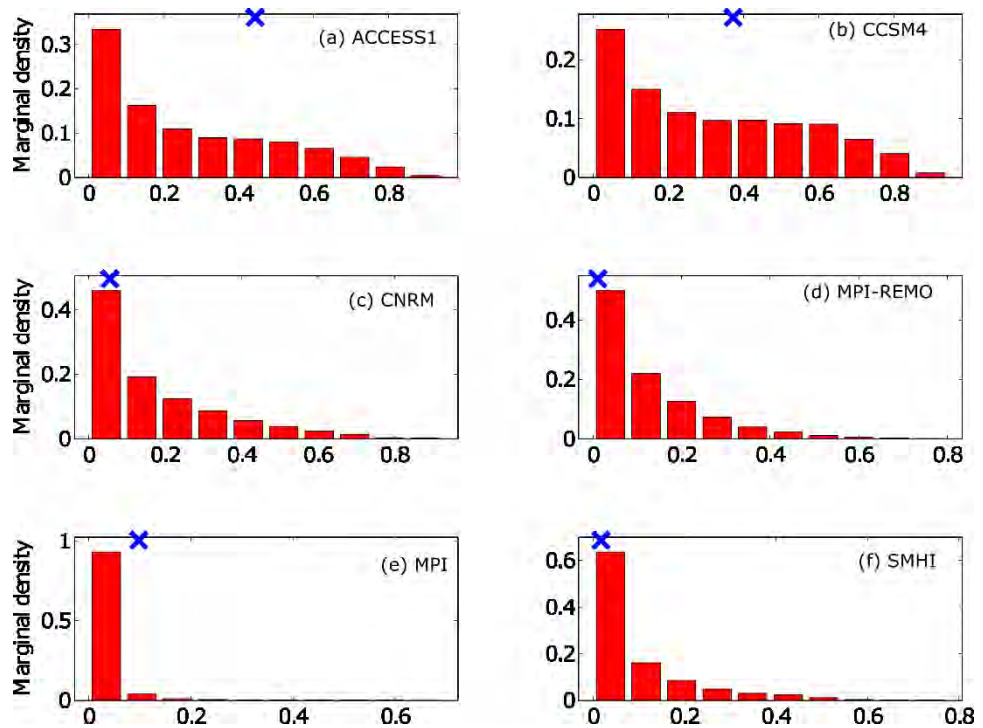 (a) ACCESS1
Marginal density
0.3
0.2
0.1
0
0 0.2 0.4 0.6 0.8
(b) CCSM4
0.2
0.1
0
0 0.2 0.4 0.6 0.8
(c) CNRM
Marginal density
0.4
0.2
0
0 0.2 0.4 0.6 0.8
(d) MPI-REMO
0.4
0.2
0
0 0.2 0.4 0.6 0.8
(e) MPI
Marginal density
1
0.5
0
0 0.2 0.4 0.6
(f) SMHI
0.6
0.4
0.2
0
0 0.2 0.4 0.6 0.8